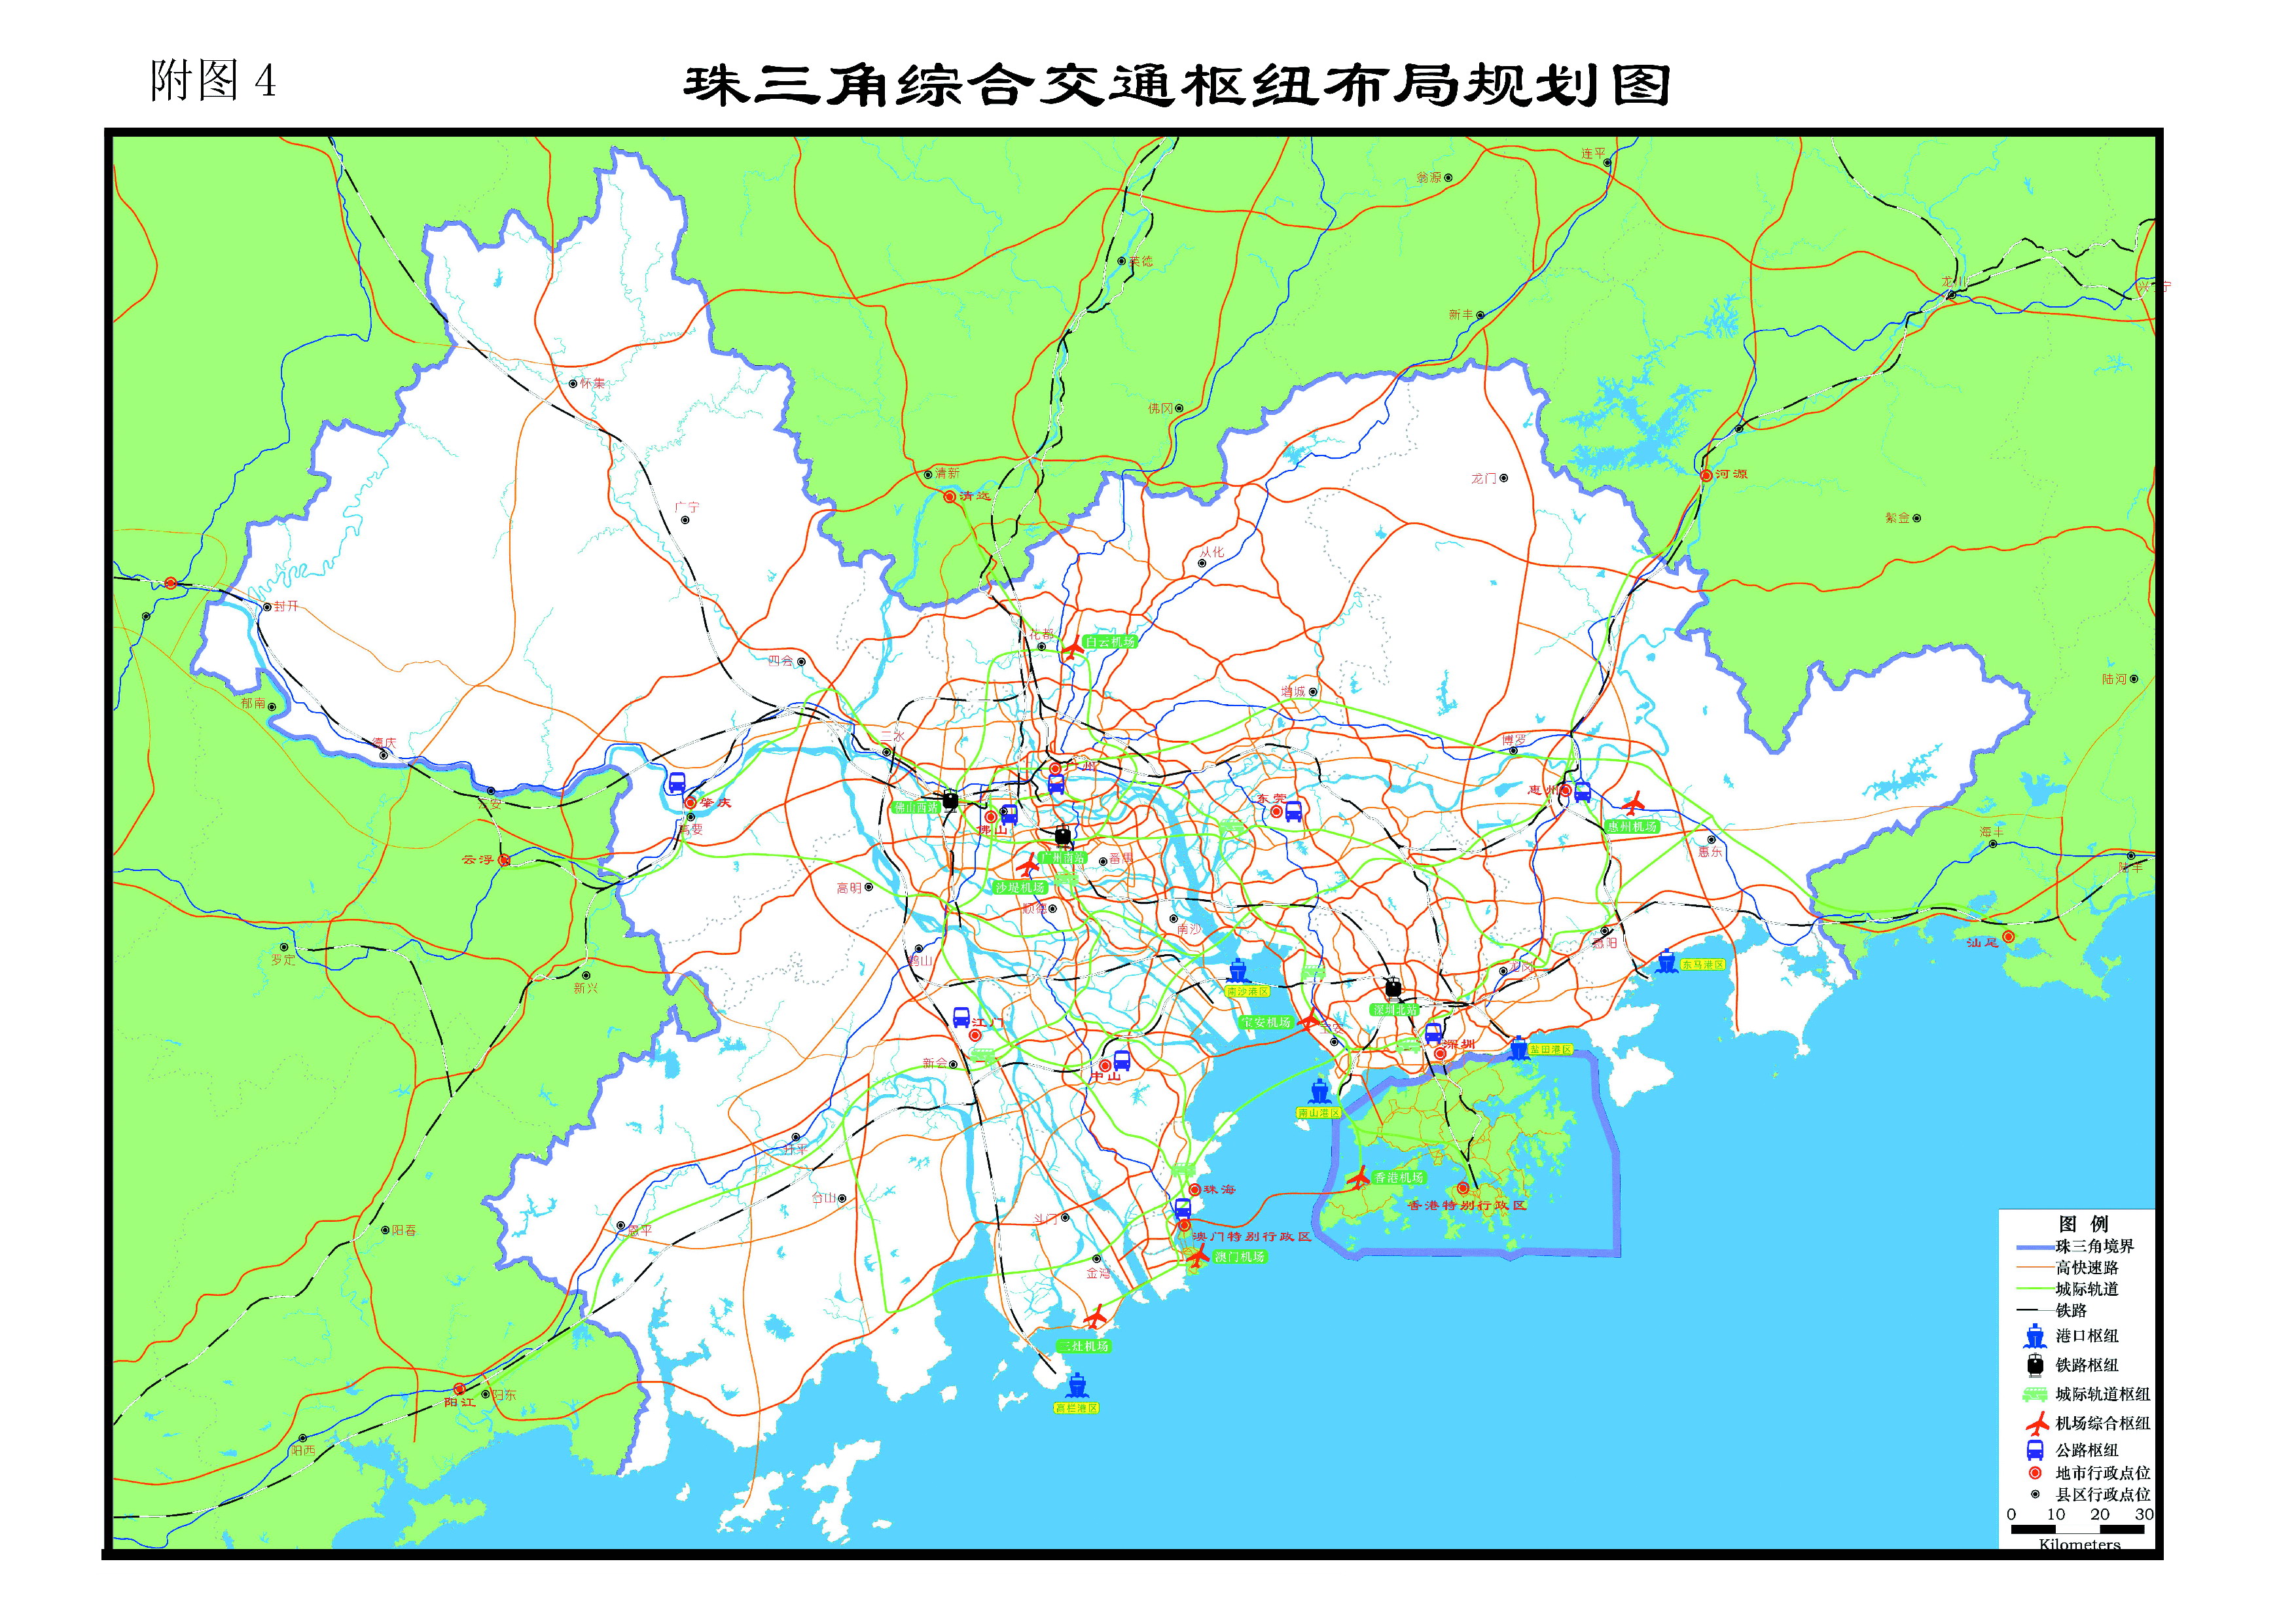 附图 4
珠三角综合交通枢纽布局规划图
连平
翁源
英德
龙川
兴宁
新丰
怀集
佛冈
清新
清远
河源
龙门
广宁
紫金
从化
封开
花都
白云机场
四会
陆河
增城
郁南
三水
德庆
博罗
广州
惠州
肇庆
佛山西站
东莞
惠州机场
佛山
高要
海丰
惠东
陆丰
云浮
广州南站
番禺
高明
沙堤机场
顺德
南沙
汕尾
罗定
鹤山
惠阳
东马港区
新兴
南沙港区
深圳北站
江门
宝安机场
宝安
深圳
盐田港区
新会
中山
南山港区
开平
香港机场
台山
珠海
香港特别行政区
斗门
阳春
恩平
澳门特别行政区
澳门机场
金湾
三灶机场
阳东
阳江
高栏港区
阳西
图 例
珠三角境界
高快速路
城际轨道
铁路
港口枢纽
铁路枢纽
城际轨道枢纽
机场综合枢纽
公路枢纽
地市行政点位
县区行政点位
0 10 20 30
Kilometers